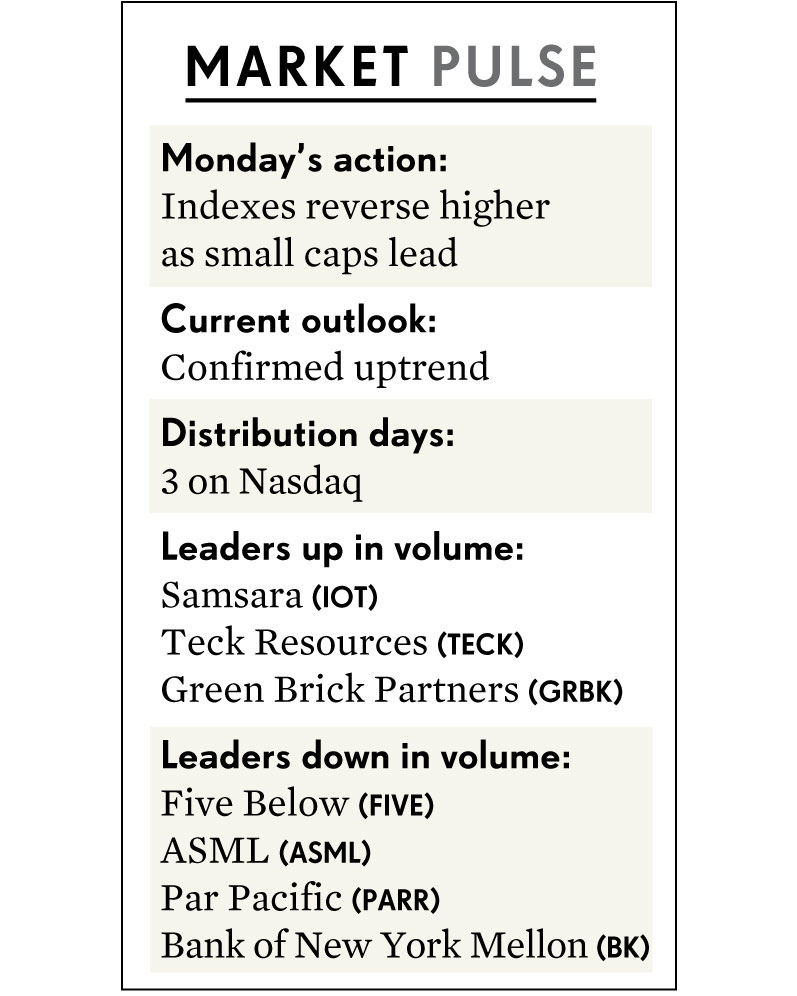 MARKET PULSE
Monday’s action:
Indexes reverse higher
as small caps lead
Current outlook:
Confirmed uptrend
Distribution days:
3 on Nasdaq
Leaders up in volume:
Samsara (IOT)
Teck Resources (TECK)
Green Brick Partners (GRBK)
Leaders down in volume:
Five Below (FIVE)
ASML (ASML)
Par Pacific (PARR)
Bank of New York Mellon (BK)